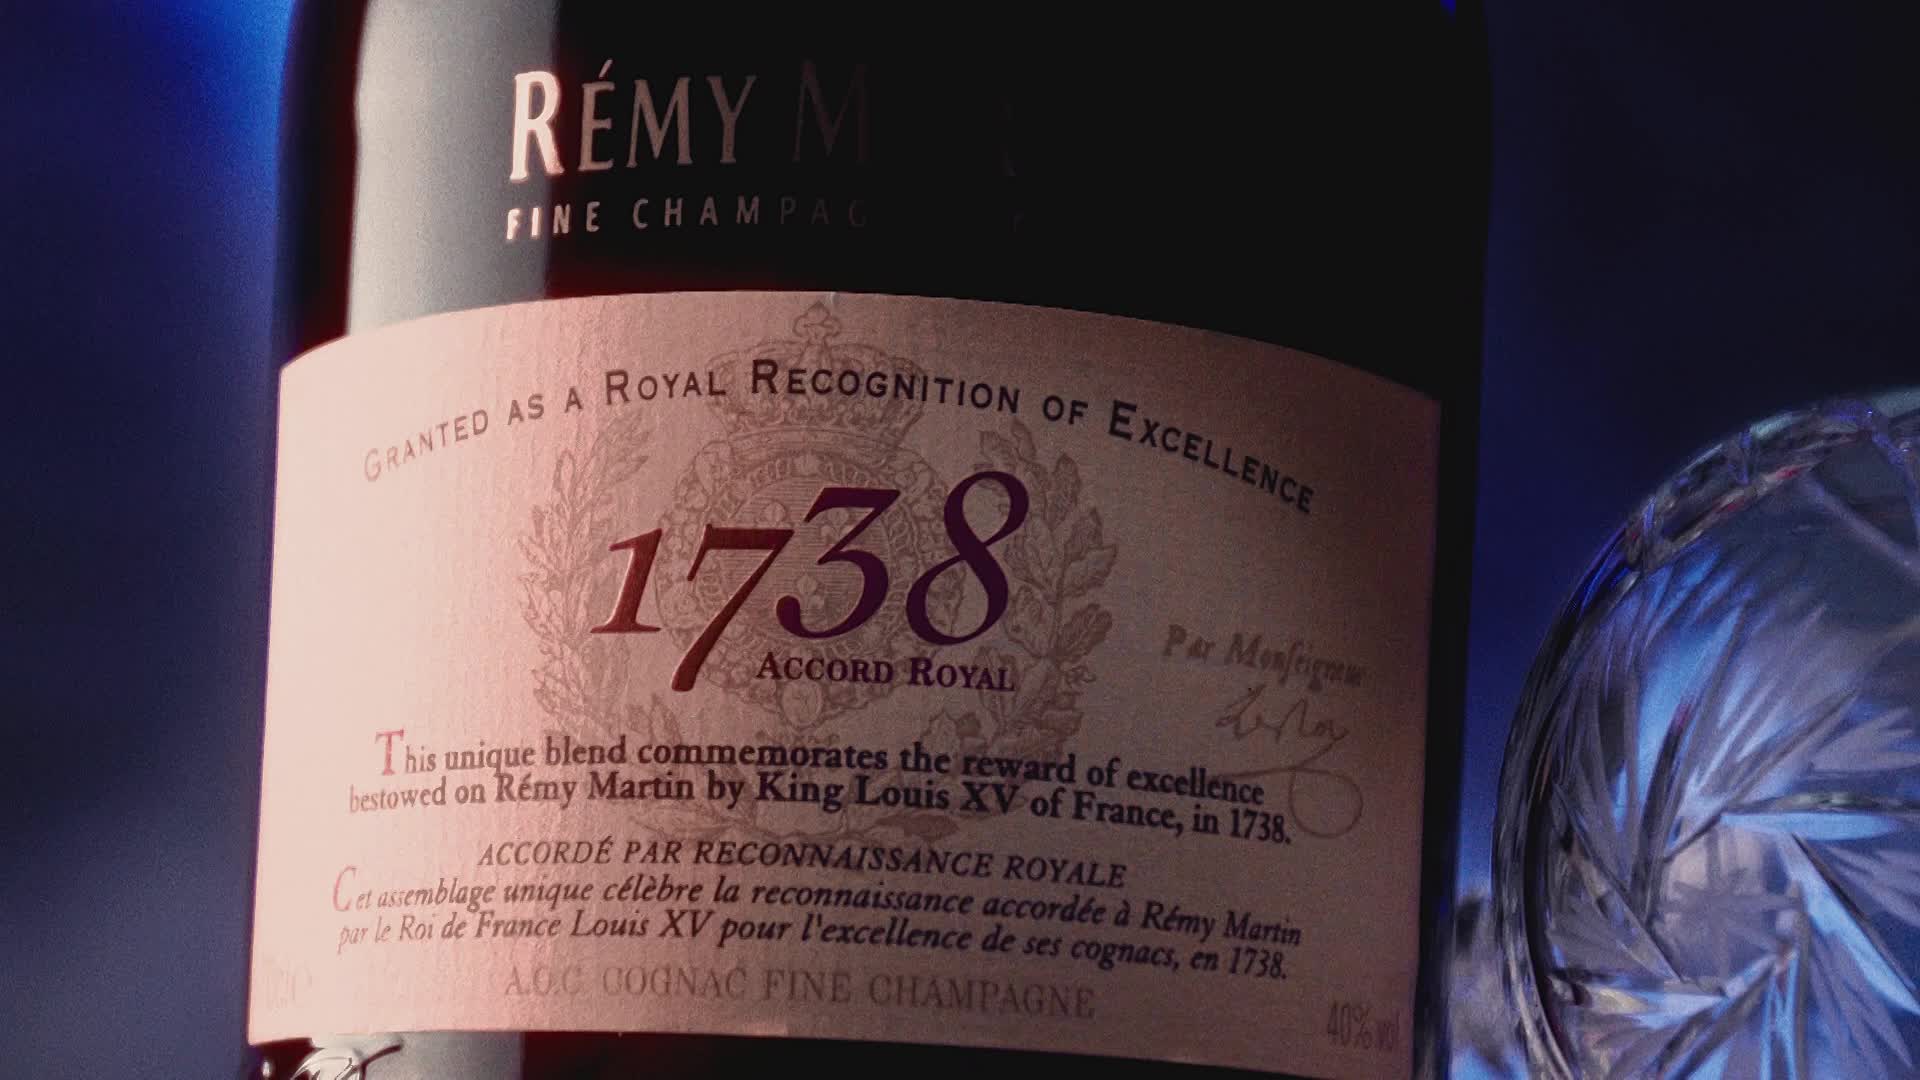 RÉMY M
FINE CHAMPAG
GRANTED AS A ROYAL RECOGNITION OF EXCELLENCE
1738
ACCORD ROYAL
Par Monseigneur
This unique blend commemorates the reward of excellence
bestowed on Rémy Martin by King Louis XV of France, in 1738.
ACCORDÉ PAR RECONNAISSANCE ROYALE
Cet assemblage unique célèbre la reconnaissance accordée à Rémy Martin
par le Roi de France Louis XV pour l'excellence de ses cognacs, en 1738.
A.O.C COGNAC FINE CHAMPAGNE
40% vol